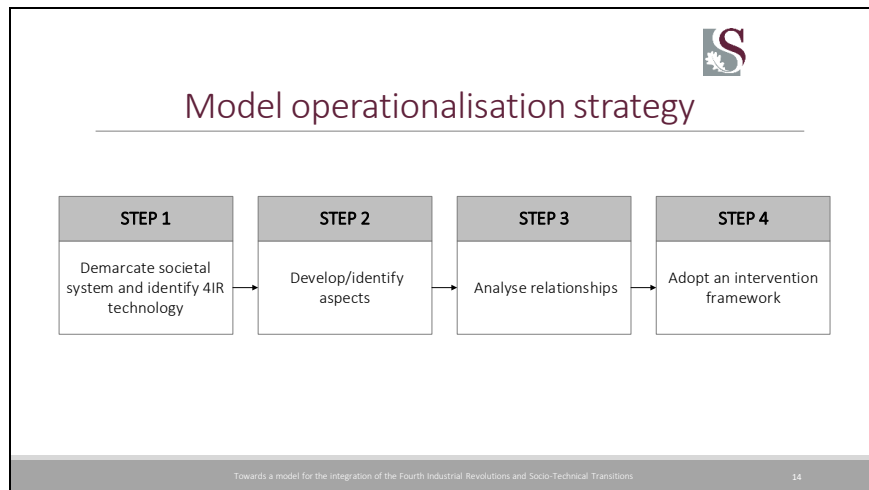 S
Model operationalisation strategy
STEP 1
Demarcate societal
system and identify 4IR
technology
STEP 2
Develop/identify
aspects
STEP 3
Analyse relationships
STEP 4
Adopt an intervention
framework
Towards a model for the integration of the Fourth Industrial Revolutions and Socio-Technical Transitions
14